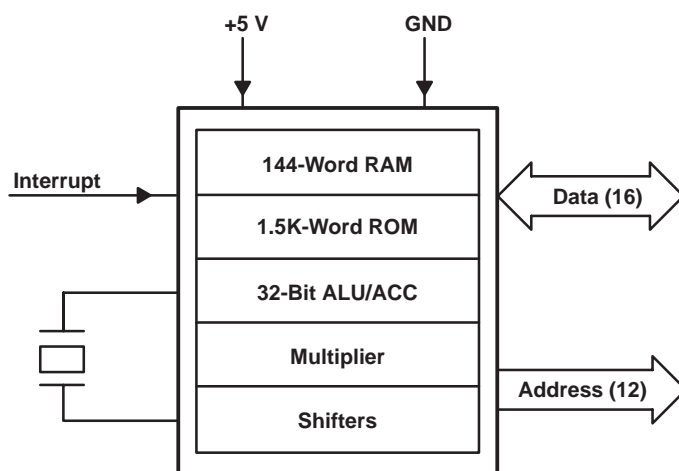 +5 V
GND
Interrupt
144-Word RAM
1.5K-Word ROM
32-Bit ALU/ACC
Multiplier
Shifters
Data (16)
Address (12)